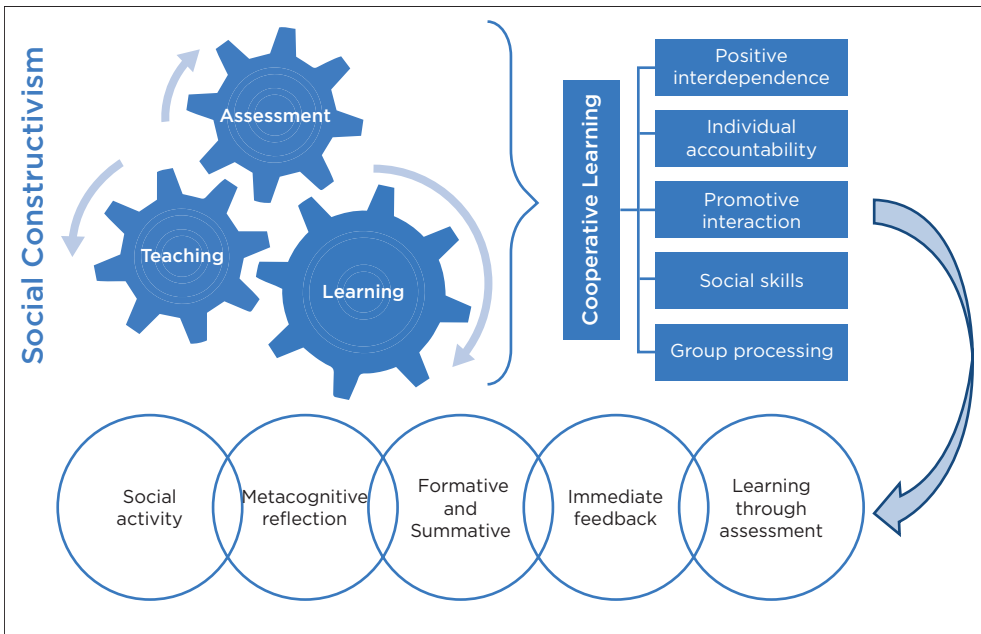 Social Constructivism
Assessment
Teaching
Learning
Cooperative Learning
Positive
interdependence
Individual
accountability
Promotive
interaction
Social skills
Group processing
Social
activity
Metacognitive
reflection
Formative
and
Summative
Immediate
feedback
Learning
through
assessment